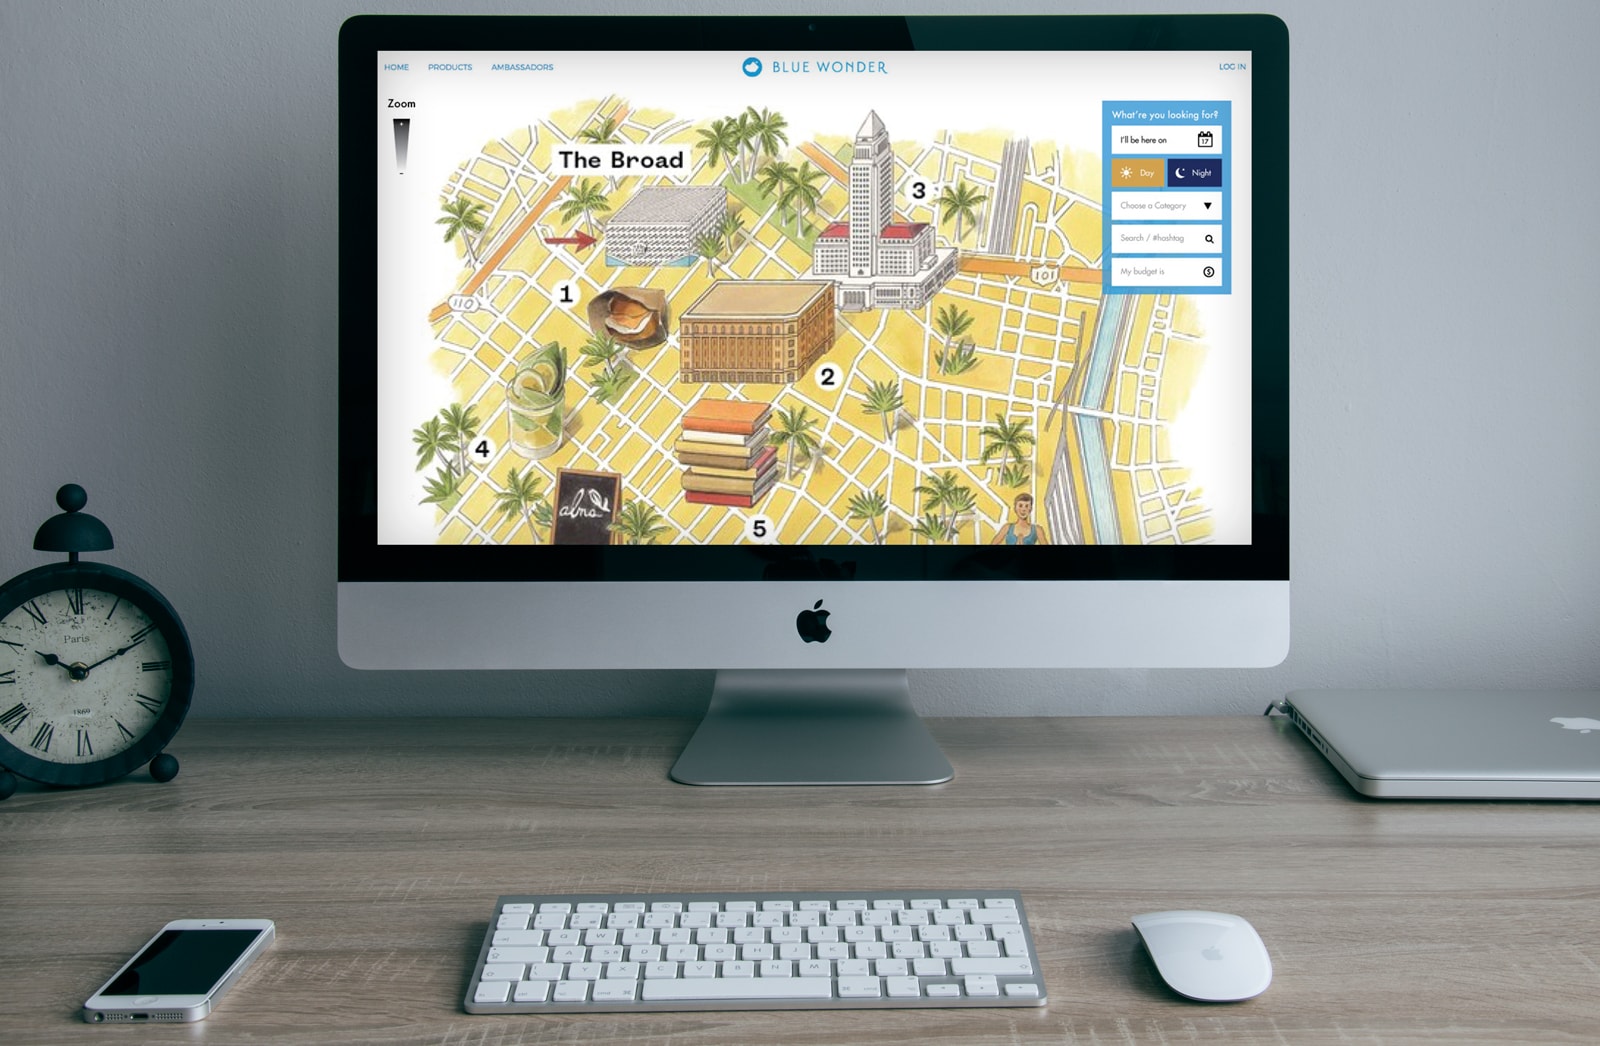 HOME
PRODUCTS
AMBASSADORS
BLUE WONDER
LOG IN
Zoom
+
-
What're you looking for?
I'll be here on
17
Day
Night
Choose a Category
Search / #hashtag
My budget is
$
The Broad
3
101
110
1
2
4
alma
5
Paris
1869
Q W E R T Z U I O P
A S D F G H J K L
Y X C V B N M